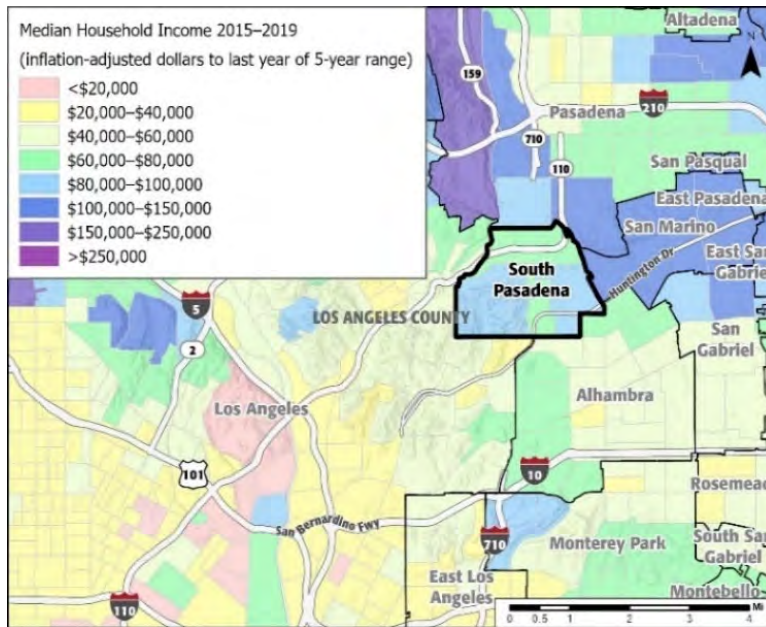 Median Household Income 2015–2019
(inflation-adjusted dollars to last year of 5-year range)
<$20,000
$20,000–$40,000
$40,000–$60,000
$60,000–$80,000
$80,000–$100,000
$100,000–$150,000
$150,000–$250,000
>$250,000
Altadena
N
159
Pasadena
210
710
110
San Pasqual
East Pasadena
San Marino
East San
Gabriel
Huntington Dr
South
Pasadena
5
LOS ANGELES COUNTY
2
San
Gabriel
Los Angeles
Alhambra
101
10
Rosemead
San Bernardino Fwy
710
Monterey Park
South San
Gabriel
East Los
Angeles
Montebello
110
0 0.5 1 2 3 4 Mi